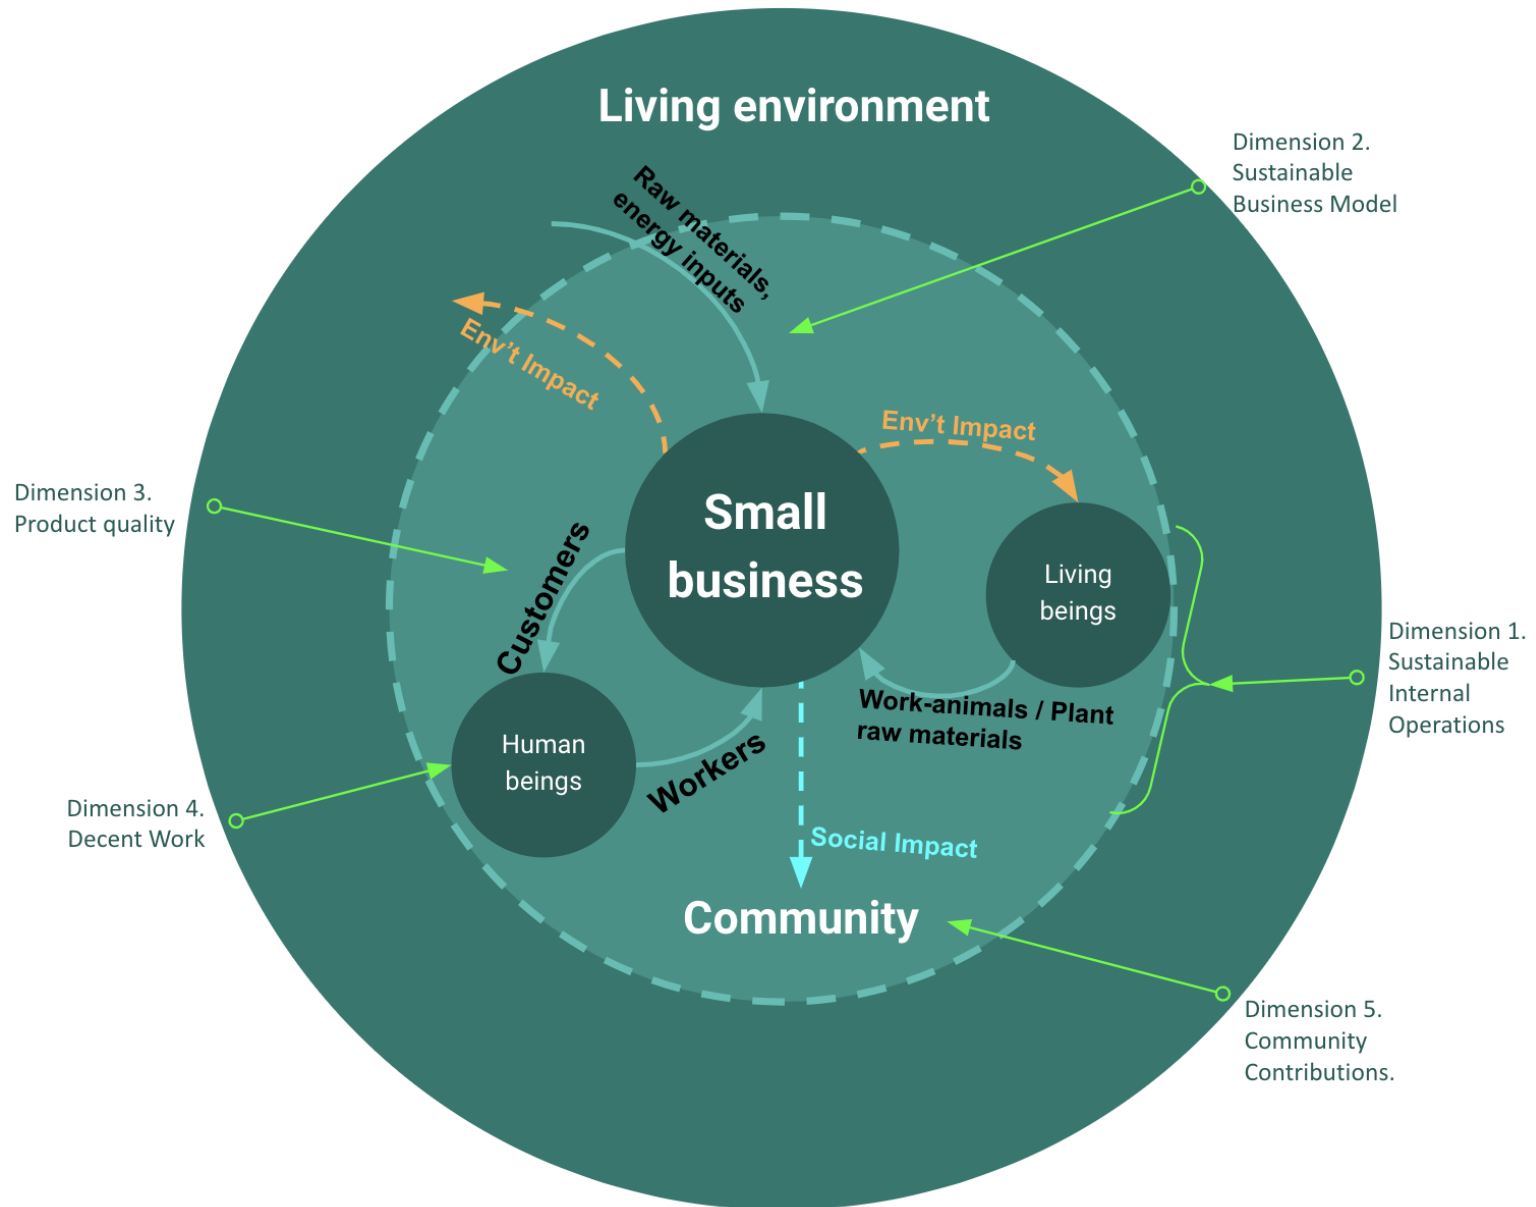 Living environment
Dimension 2.
Sustainable
Business Model
Raw materials,
energy inputs
Env’t Impact
Env’t Impact
Dimension 3.
Product quality
Small
business
Customers
Living
beings
Dimension 1.
Sustainable
Internal
Operations
Work-animals / Plant
raw materials
Human
beings
Workers
Dimension 4.
Decent Work
Social Impact
Community
Dimension 5.
Community
Contributions.